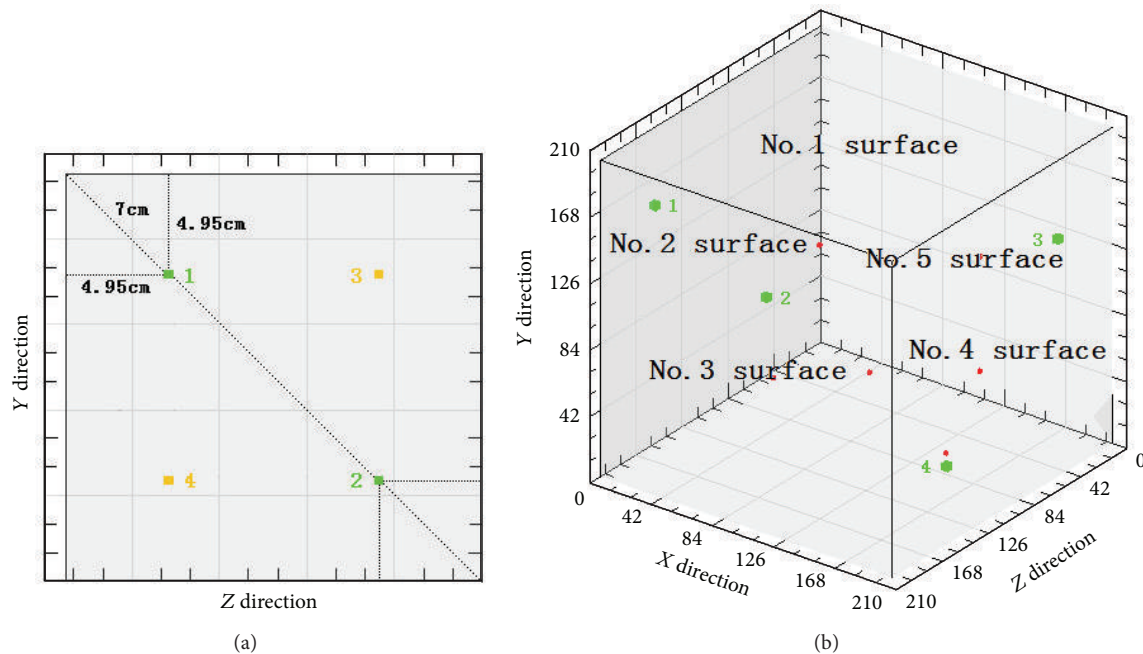 7cm
4.95cm
4.95cm
1
3
4
2
Y direction
Z direction
(a)
210
168
126
84
42
0
Y direction
No.1 surface
No.2 surface
No.5 surface
No.3 surface
No.4 surface
1
2
3
4
42
84
126
168
210
X direction
210
168
126
84
42
0
Z direction
(b)